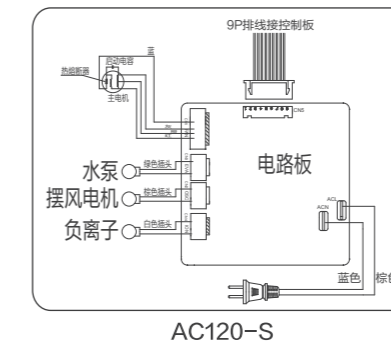 9P排线接控制板
蓝
启动电容
热熔断器
主电机
CN5
水泵
绿色插头
电路板
摆风电机
棕色插头
ACL
ACN
负离子
白色插头
蓝色
棕色
AC120-S